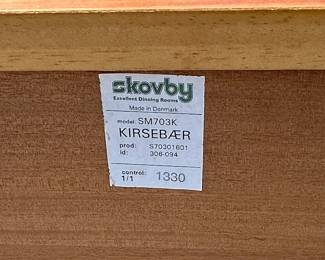 skovby
Excellent Dinning Rooms
Made in Denmark
model: SM703K
KIRSEBÆR
prod: S70301601
id: 306-094
control:
1/1 1330